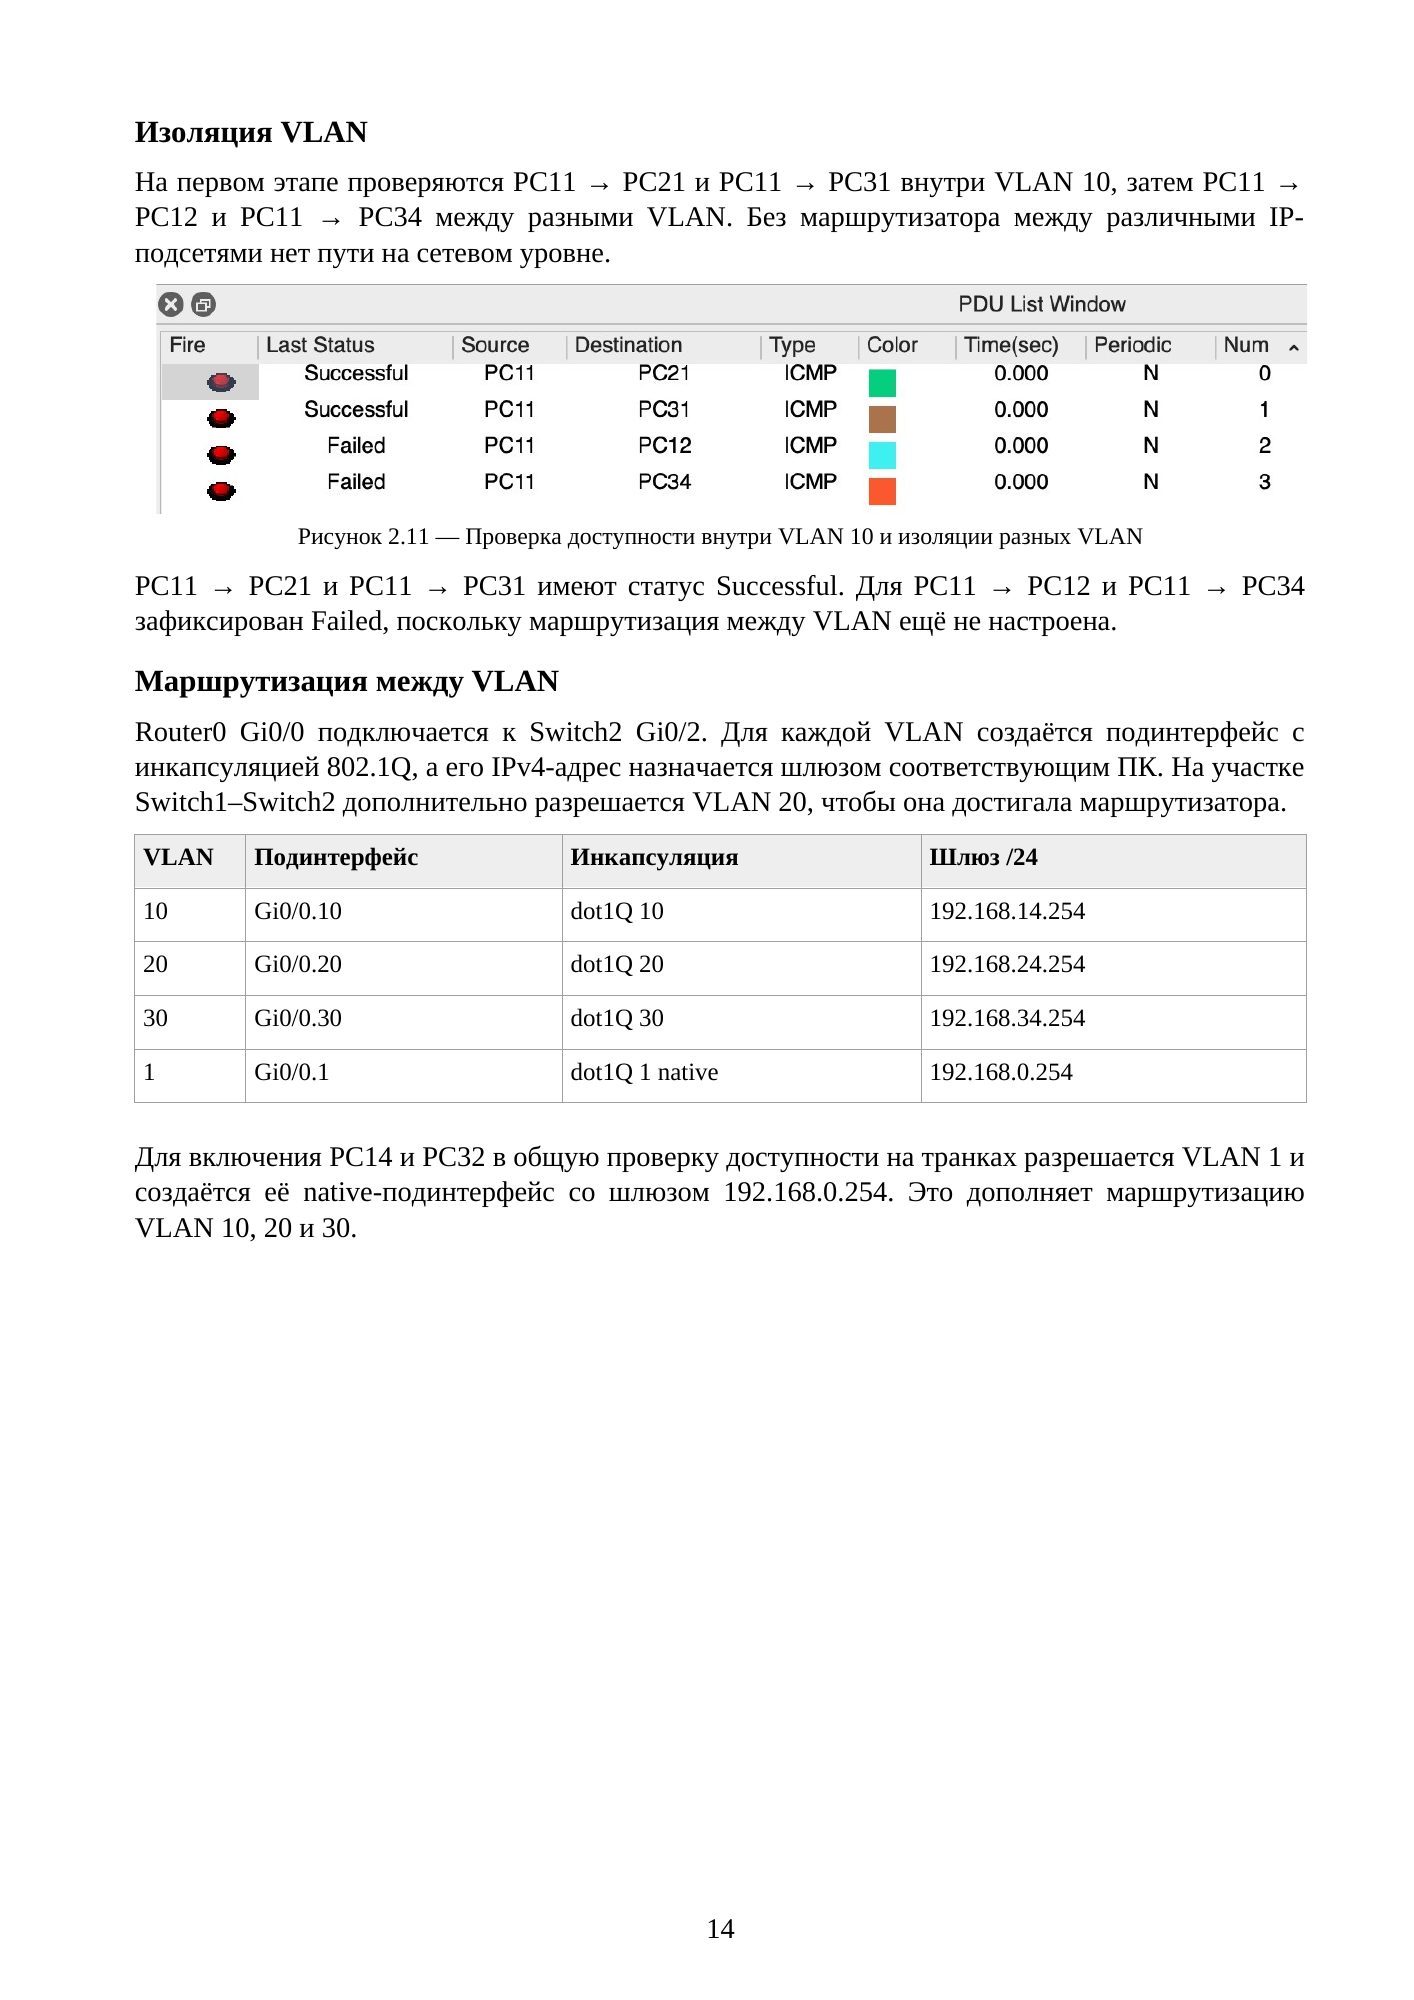 Изоляция VLAN
На первом этапе проверяются PC11 → PC21 и PC11 → PC31 внутри VLAN 10, затем PC11 →
PC12 и PC11 → PC34 между разными VLAN. Без маршрутизатора между различными IP-
подсетями нет пути на сетевом уровне.
PDU List Window
Fire Last Status Source Destination Type Color Time(sec) Periodic Num
Successful PC11 PC21 ICMP 0.000 N 0
Successful PC11 PC31 ICMP 0.000 N 1
Failed PC11 PC12 ICMP 0.000 N 2
Failed PC11 PC34 ICMP 0.000 N 3
Рисунок 2.11 — Проверка доступности внутри VLAN 10 и изоляции разных VLAN
PC11 → PC21 и PC11 → PC31 имеют статус Successful. Для PC11 → PC12 и PC11 → PC34
зафиксирован Failed, поскольку маршрутизация между VLAN ещё не настроена.
Маршрутизация между VLAN
Router0 Gi0/0 подключается к Switch2 Gi0/2. Для каждой VLAN создаётся подинтерфейс с
инкапсуляцией 802.1Q, а его IPv4-адрес назначается шлюзом соответствующим ПК. На участке
Switch1–Switch2 дополнительно разрешается VLAN 20, чтобы она достигала маршрутизатора.
VLAN Подинтерфейс Инкапсуляция Шлюз /24
10 Gi0/0.10 dot1Q 10 192.168.14.254
20 Gi0/0.20 dot1Q 20 192.168.24.254
30 Gi0/0.30 dot1Q 30 192.168.34.254
1 Gi0/0.1 dot1Q 1 native 192.168.0.254
Для включения PC14 и PC32 в общую проверку доступности на транках разрешается VLAN 1 и
создаётся её native-подинтерфейс со шлюзом 192.168.0.254. Это дополняет маршрутизацию
VLAN 10, 20 и 30.
14